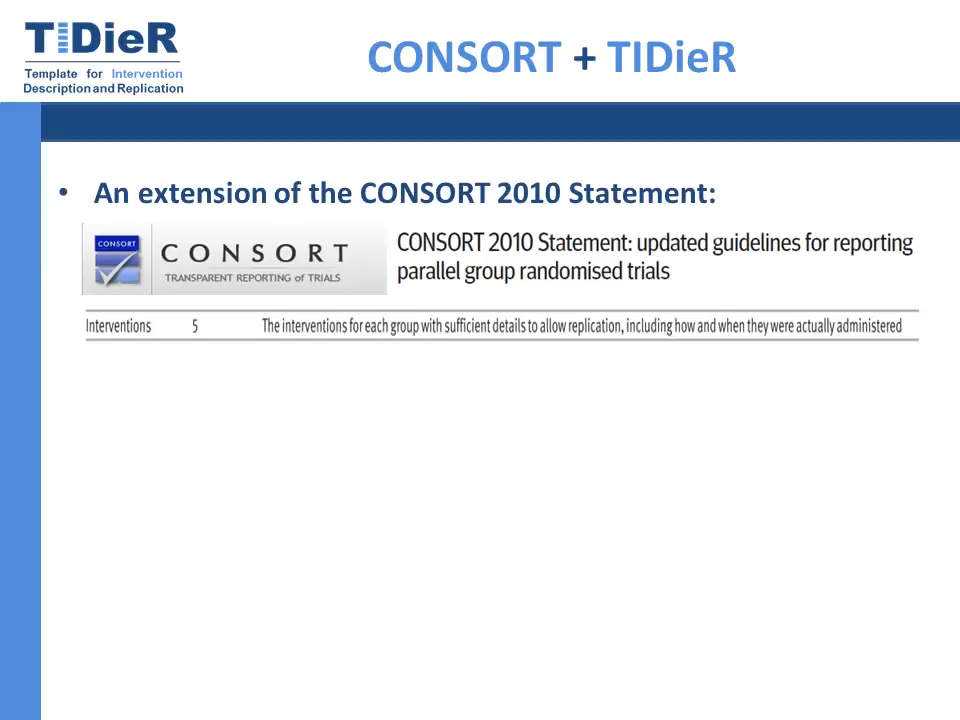 TIDieR
Template for Intervention
Description and Replication
CONSORT + TIDieR
• An extension of the CONSORT 2010 Statement:
CONSORT
CONSORT
TRANSPARENT REPORTING of TRIALS
CONSORT 2010 Statement: updated guidelines for reporting
parallel group randomised trials
Interventions 5 The interventions for each group with sufficient details to allow replication, including how and when they were actually administered